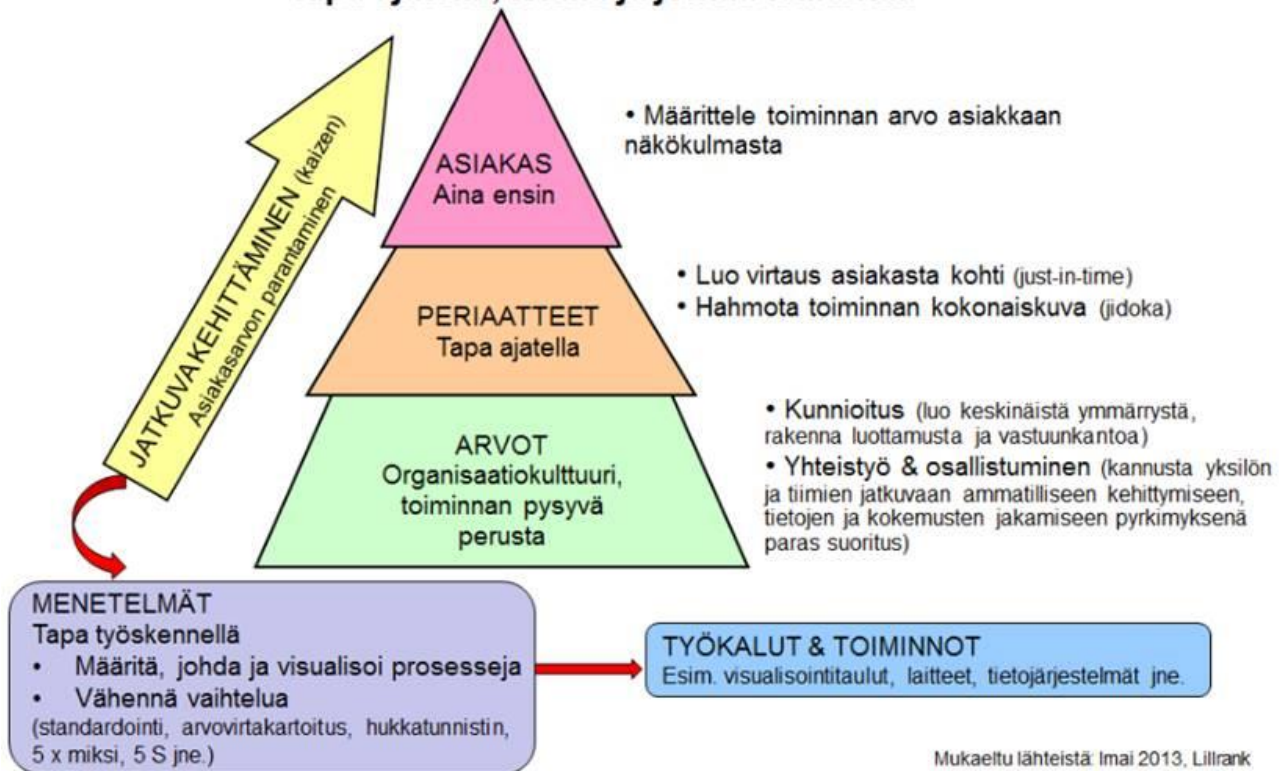 ASIAKAS
Aina ensin
• Määrittele toiminnan arvo asiakkaan
näkökulmasta
JATKUVAKEHITTÄMINEN (kaizen)
Asiakasarvon parantaminen
PERIAATTEET
Tapa ajatella
• Luo virtaus asiakasta kohti (just-in-time)
• Hahmota toiminnan kokonaiskuva (jidoka)
ARVOT
Organisaatiokulttuuri,
toiminnan pysyvä
perusta
• Kunnioitus (luo keskinäistä ymmärrystä,
rakenna luottamusta ja vastuunkantoa)
• Yhteistyö & osallistuminen (kannusta yksilön
ja tiimien jatkuvaan ammatilliseen kehittymiseen,
tietojen ja kokemusten jakamiseen pyrkimyksenä
paras suoritus)
MENETELMÄT
Tapa työskennellä
• Määritä, johda ja visualisoi prosesseja
• Vähennä vaihtelua
(standardointi, arvovirtakartoitus, hukkatunnistin,
5 x miksi, 5 S jne.)
TYÖKALUT & TOIMINNOT
Esim. visualisointitaulut, laitteet, tietojärjestelmät jne.
Mukaeltu lähteistä: Imai 2013, Lillrank